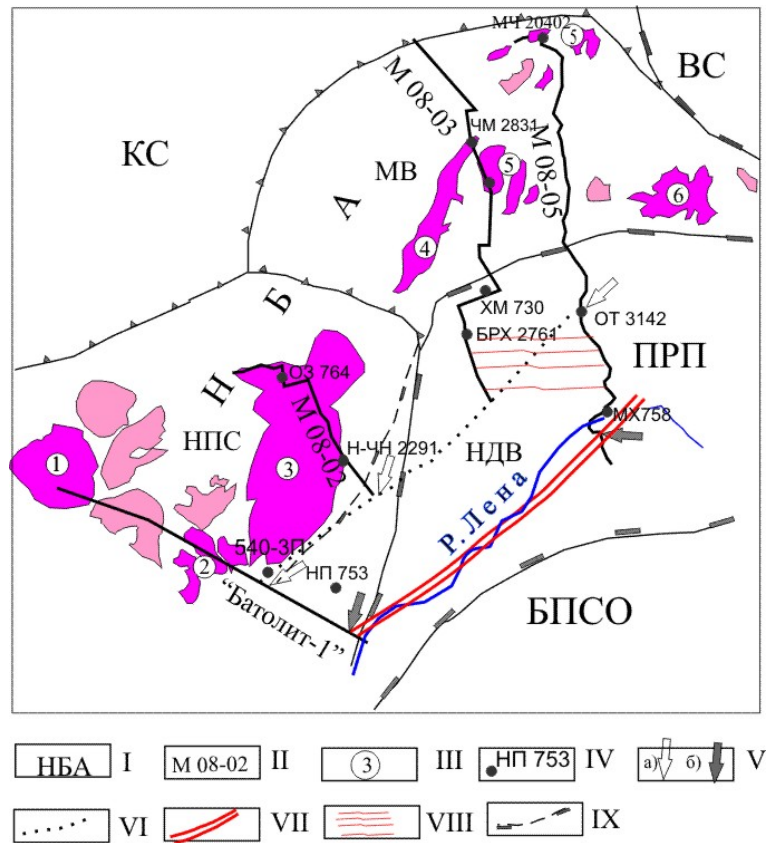 МЧ 20402
5
ВС
М 08-03
КС
ЧМ 2831
М 08-05
МВ
5
А
6
4
Б
ХМ 730
ОТ 3142
БРХ 2761
ПРП
ОЗ 764
Н
МХ758
М 08-02
НПС
Н-ЧН 2291
НДВ
1
3
Р.Лена
540-ЗП
2
НП 753
БПСО
“Батолит-1”
НБА I М 08-02 II 3 III НП 753 IV а) б) V
VI VII VIII IX